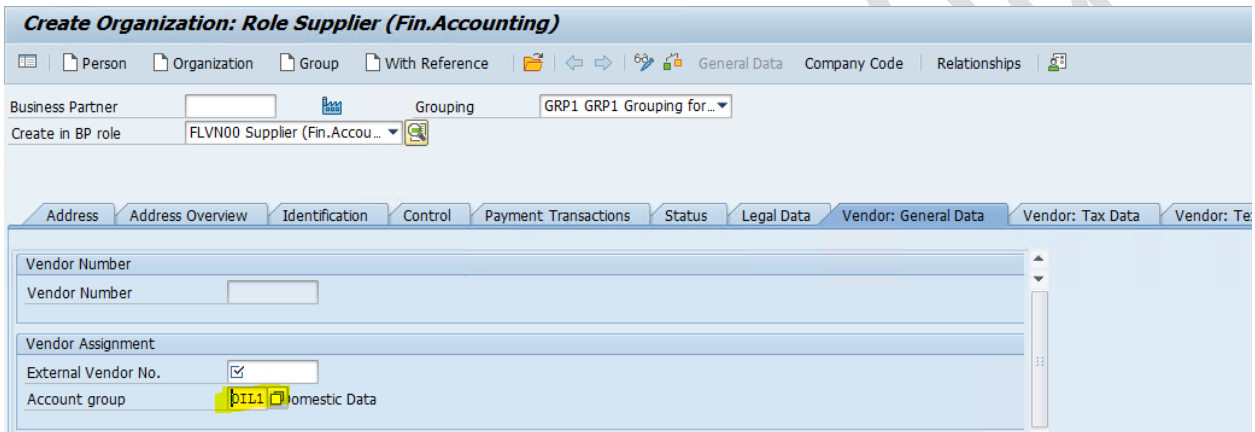 Create Organization: Role Supplier (Fin.Accounting)
Person Organization Group With Reference General Data Company Code Relationships
Business Partner Grouping GRP1 GRP1 Grouping for...
Create in BP role FLVN00 Supplier (Fin.Accou...
Address Address Overview Identification Control Payment Transactions Status Legal Data Vendor: General Data Vendor: Tax Data Vendor: Te
Vendor Number
Vendor Number
Vendor Assignment
External Vendor No.
Account group DIL1 Domestic Data